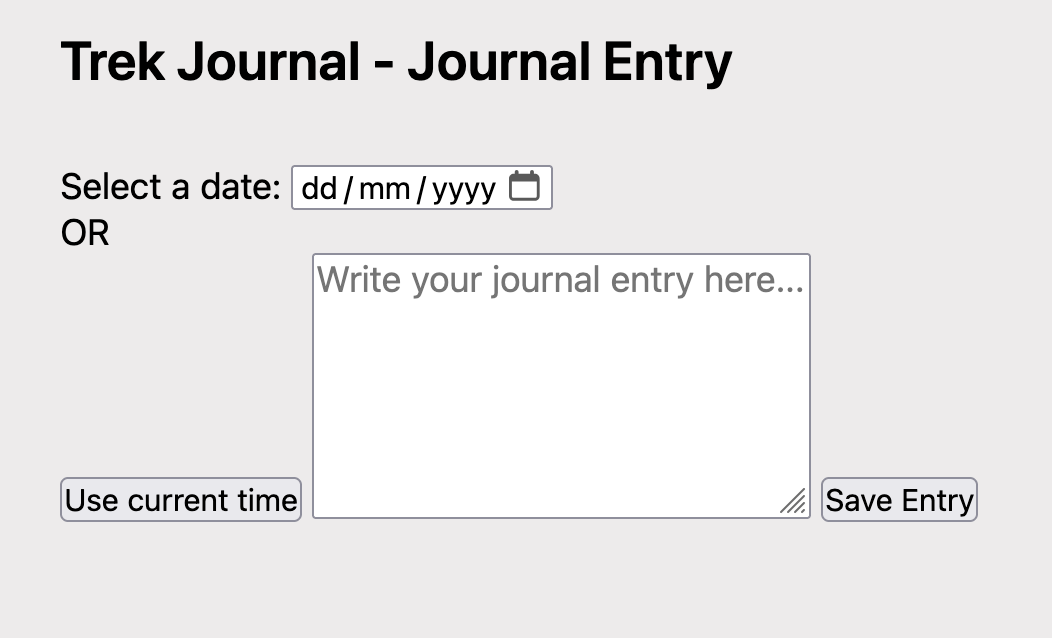 Trek Journal - Journal Entry
Select a date: dd/mm/yyyy
OR
Write your journal entry here...
Use current time
Save Entry